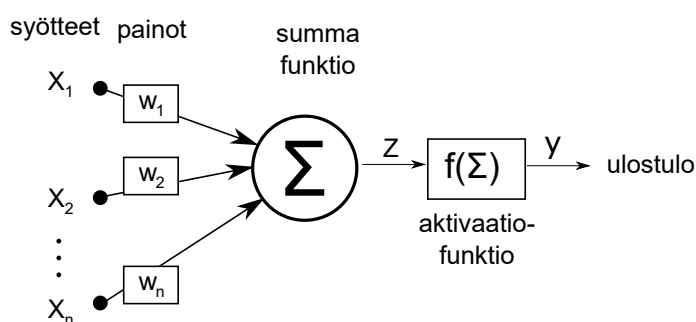 syötteet painot
summa
funktio
X₁
w₁
Σ
z
f(Σ)
y
ulostulo
w₂
X₂
aktivaatio-
funktio
wₙ
Xₙ